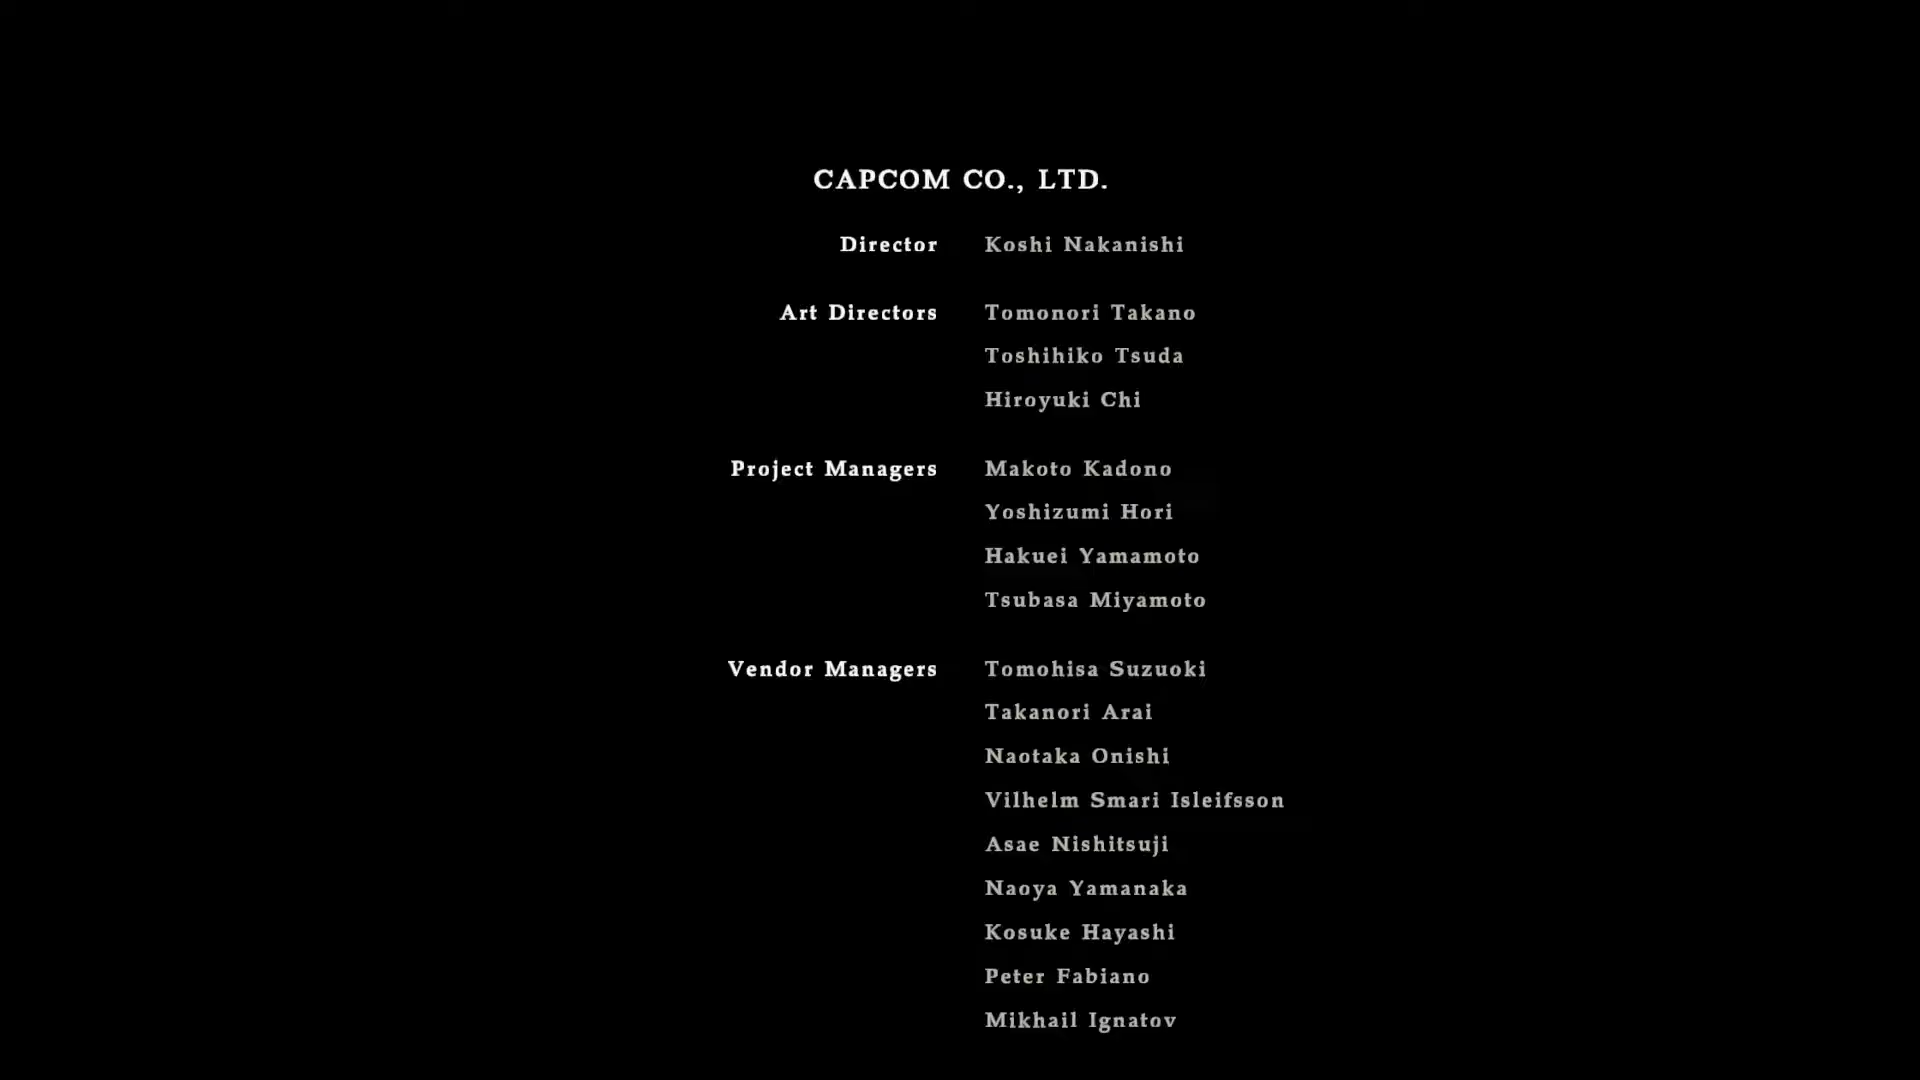 CAPCOM CO., LTD.
Director Koshi Nakanishi
Art Directors Tomonori Takano
Toshihiko Tsuda
Hiroyuki Chi
Project Managers Makoto Kadono
Yoshizumi Hori
Hakuei Yamamoto
Tsubasa Miyamoto
Vendor Managers Tomohisa Suzuoki
Takanori Arai
Naotaka Onishi
Vilhelm Smari Isleifsson
Asae Nishitsuji
Naoya Yamanaka
Kosuke Hayashi
Peter Fabiano
Mikhail Ignatov